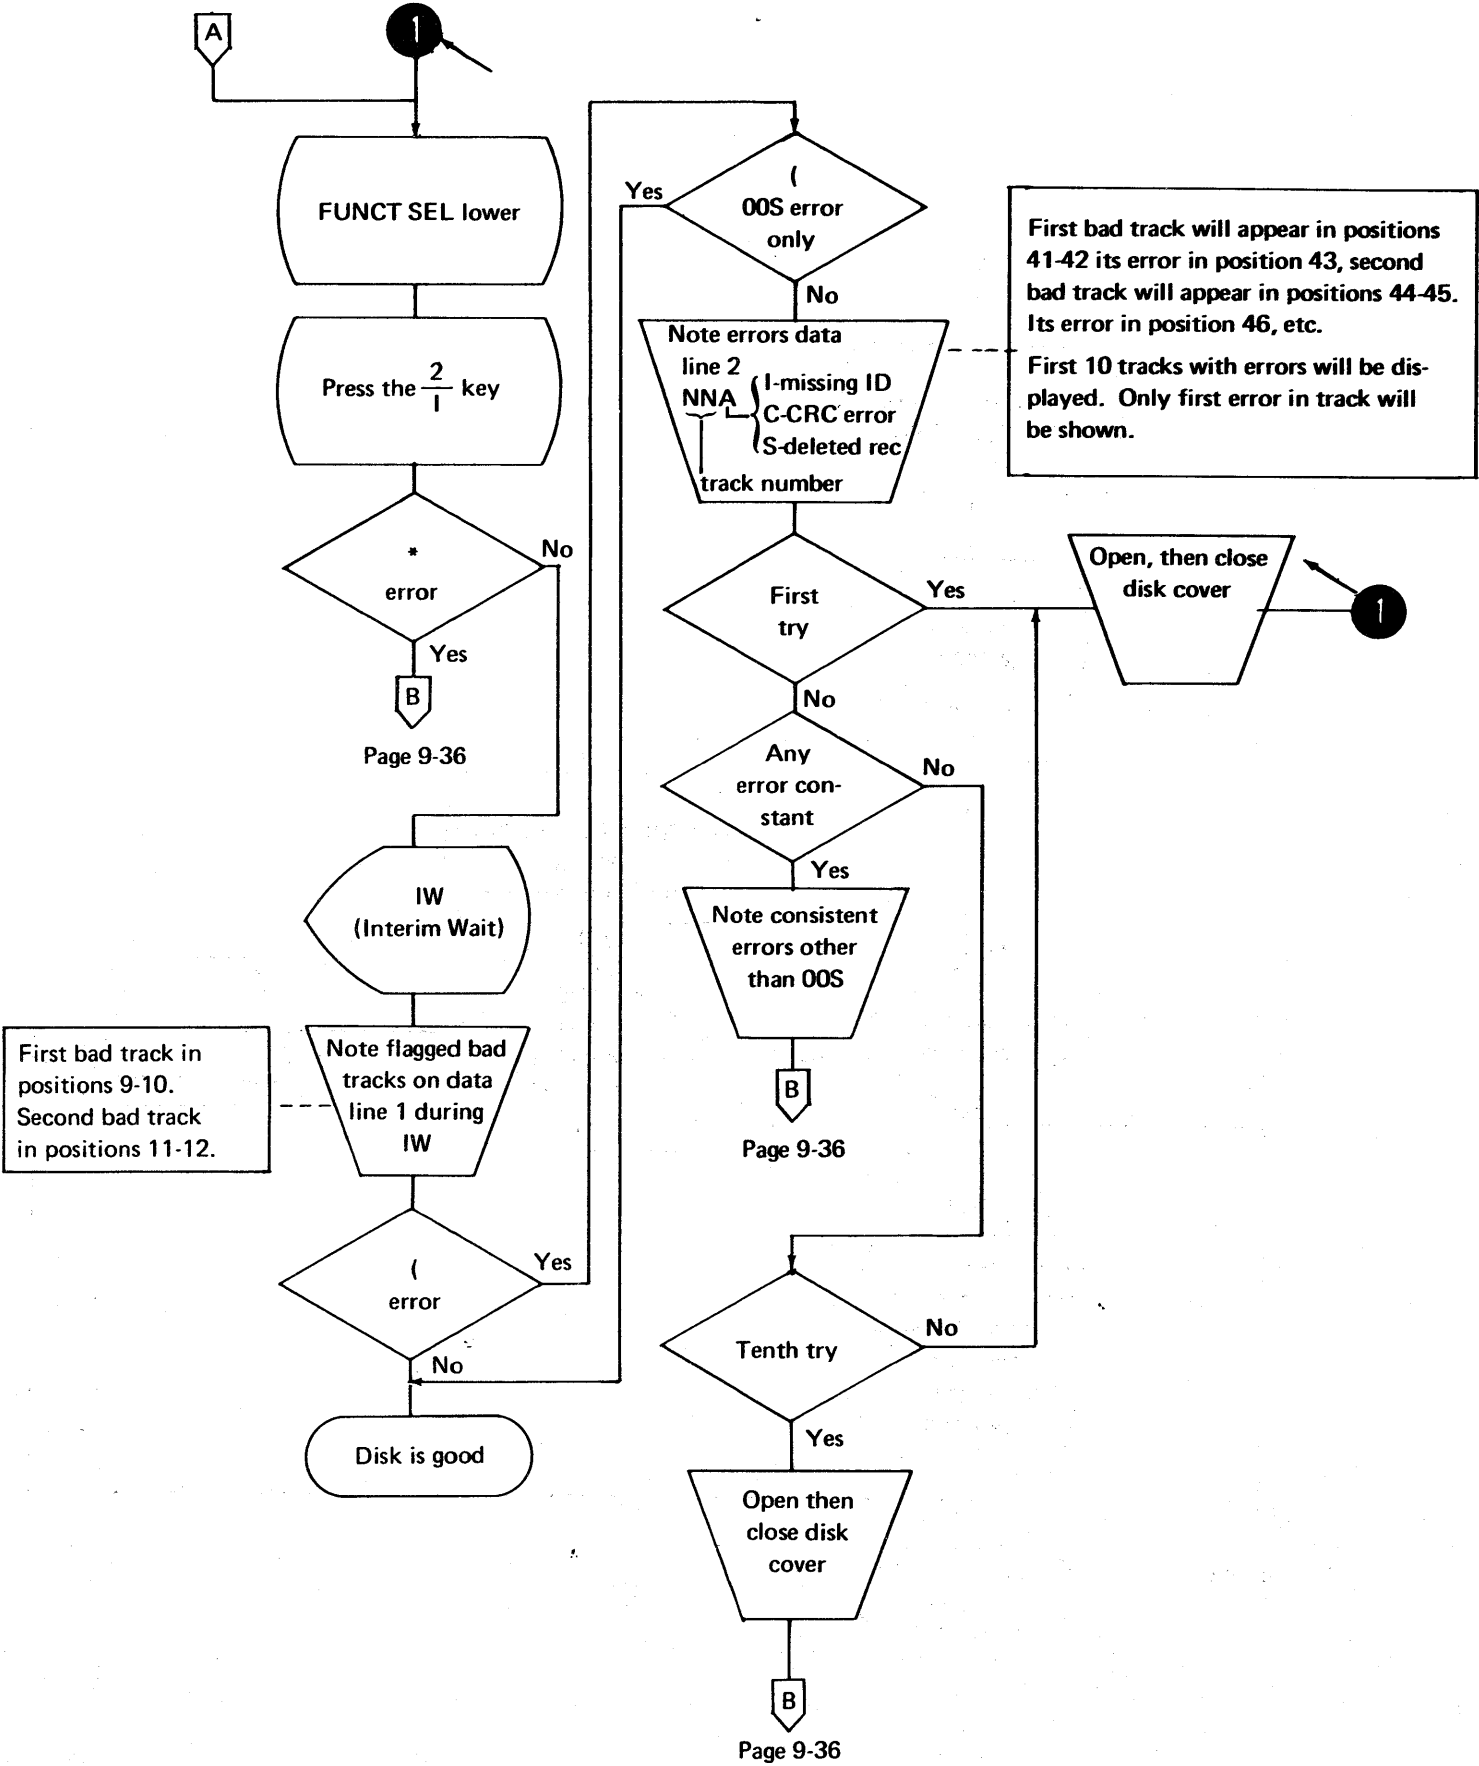 A
1
FUNCT SEL lower
Press the 2/1 key
*
error
No
Yes
B
Page 9-36
IW
(Interim Wait)
First bad track in
positions 9-10.
Second bad track
in positions 11-12.
Note flagged bad
tracks on data
line 1 during
IW
(
error
Yes
No
Disk is good
(
00S error
only
Yes
No
Note errors data
line 2
NNA
I-missing ID
C-CRC error
S-deleted rec
track number
First bad track will appear in positions
41-42 its error in position 43, second
bad track will appear in positions 44-45.
Its error in position 46, etc.
First 10 tracks with errors will be dis-
played. Only first error in track will
be shown.
First
try
Yes
No
Open, then close
disk cover
1
Any
error con-
stant
No
Yes
Note consistent
errors other
than 00S
B
Page 9-36
Tenth try
No
Yes
Open then
close disk
cover
B
Page 9-36